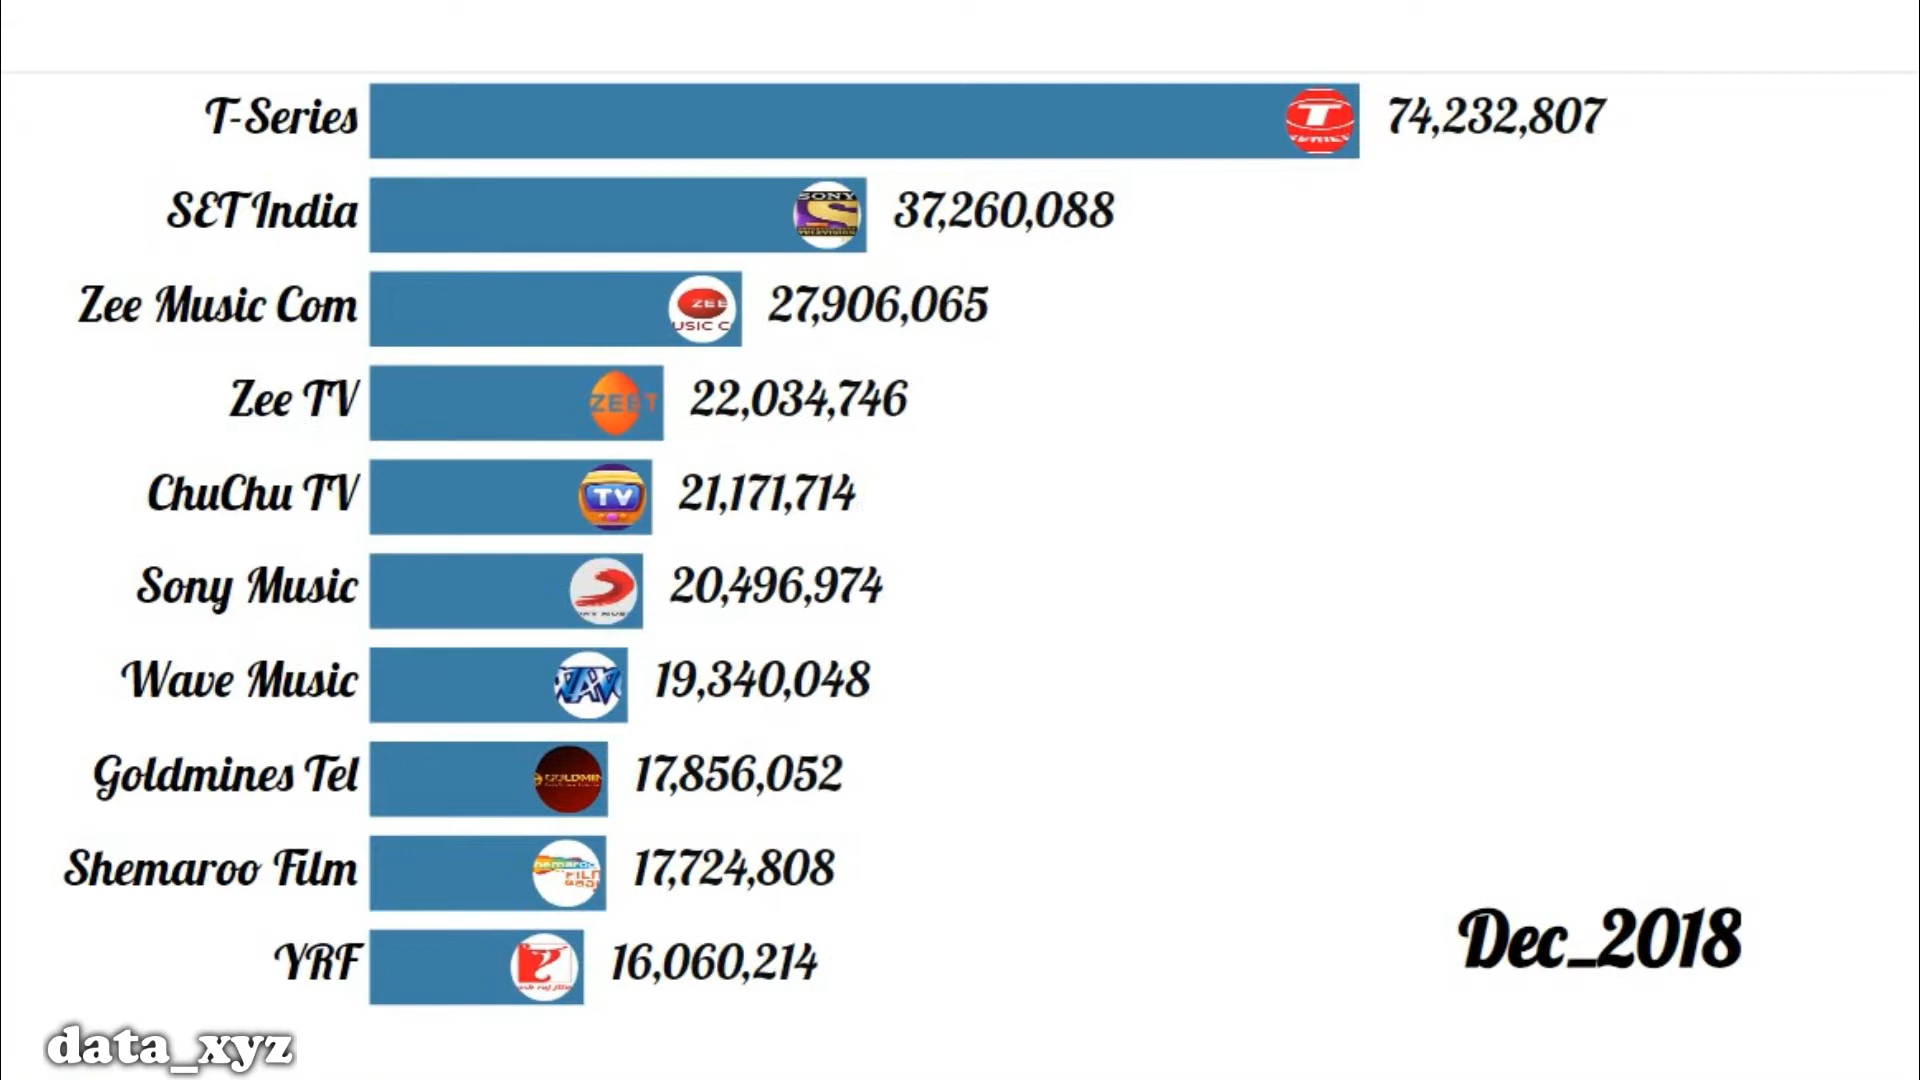 T-Series 74,232,807
SET India 37,260,088
Zee Music Com 27,906,065
Zee TV 22,034,746
ChuChu TV 21,171,714
Sony Music 20,496,974
Wave Music 19,340,048
Goldmines Tel 17,856,052
Shemaroo Film 17,724,808
YRF 16,060,214
Dec_2018
data_xyz